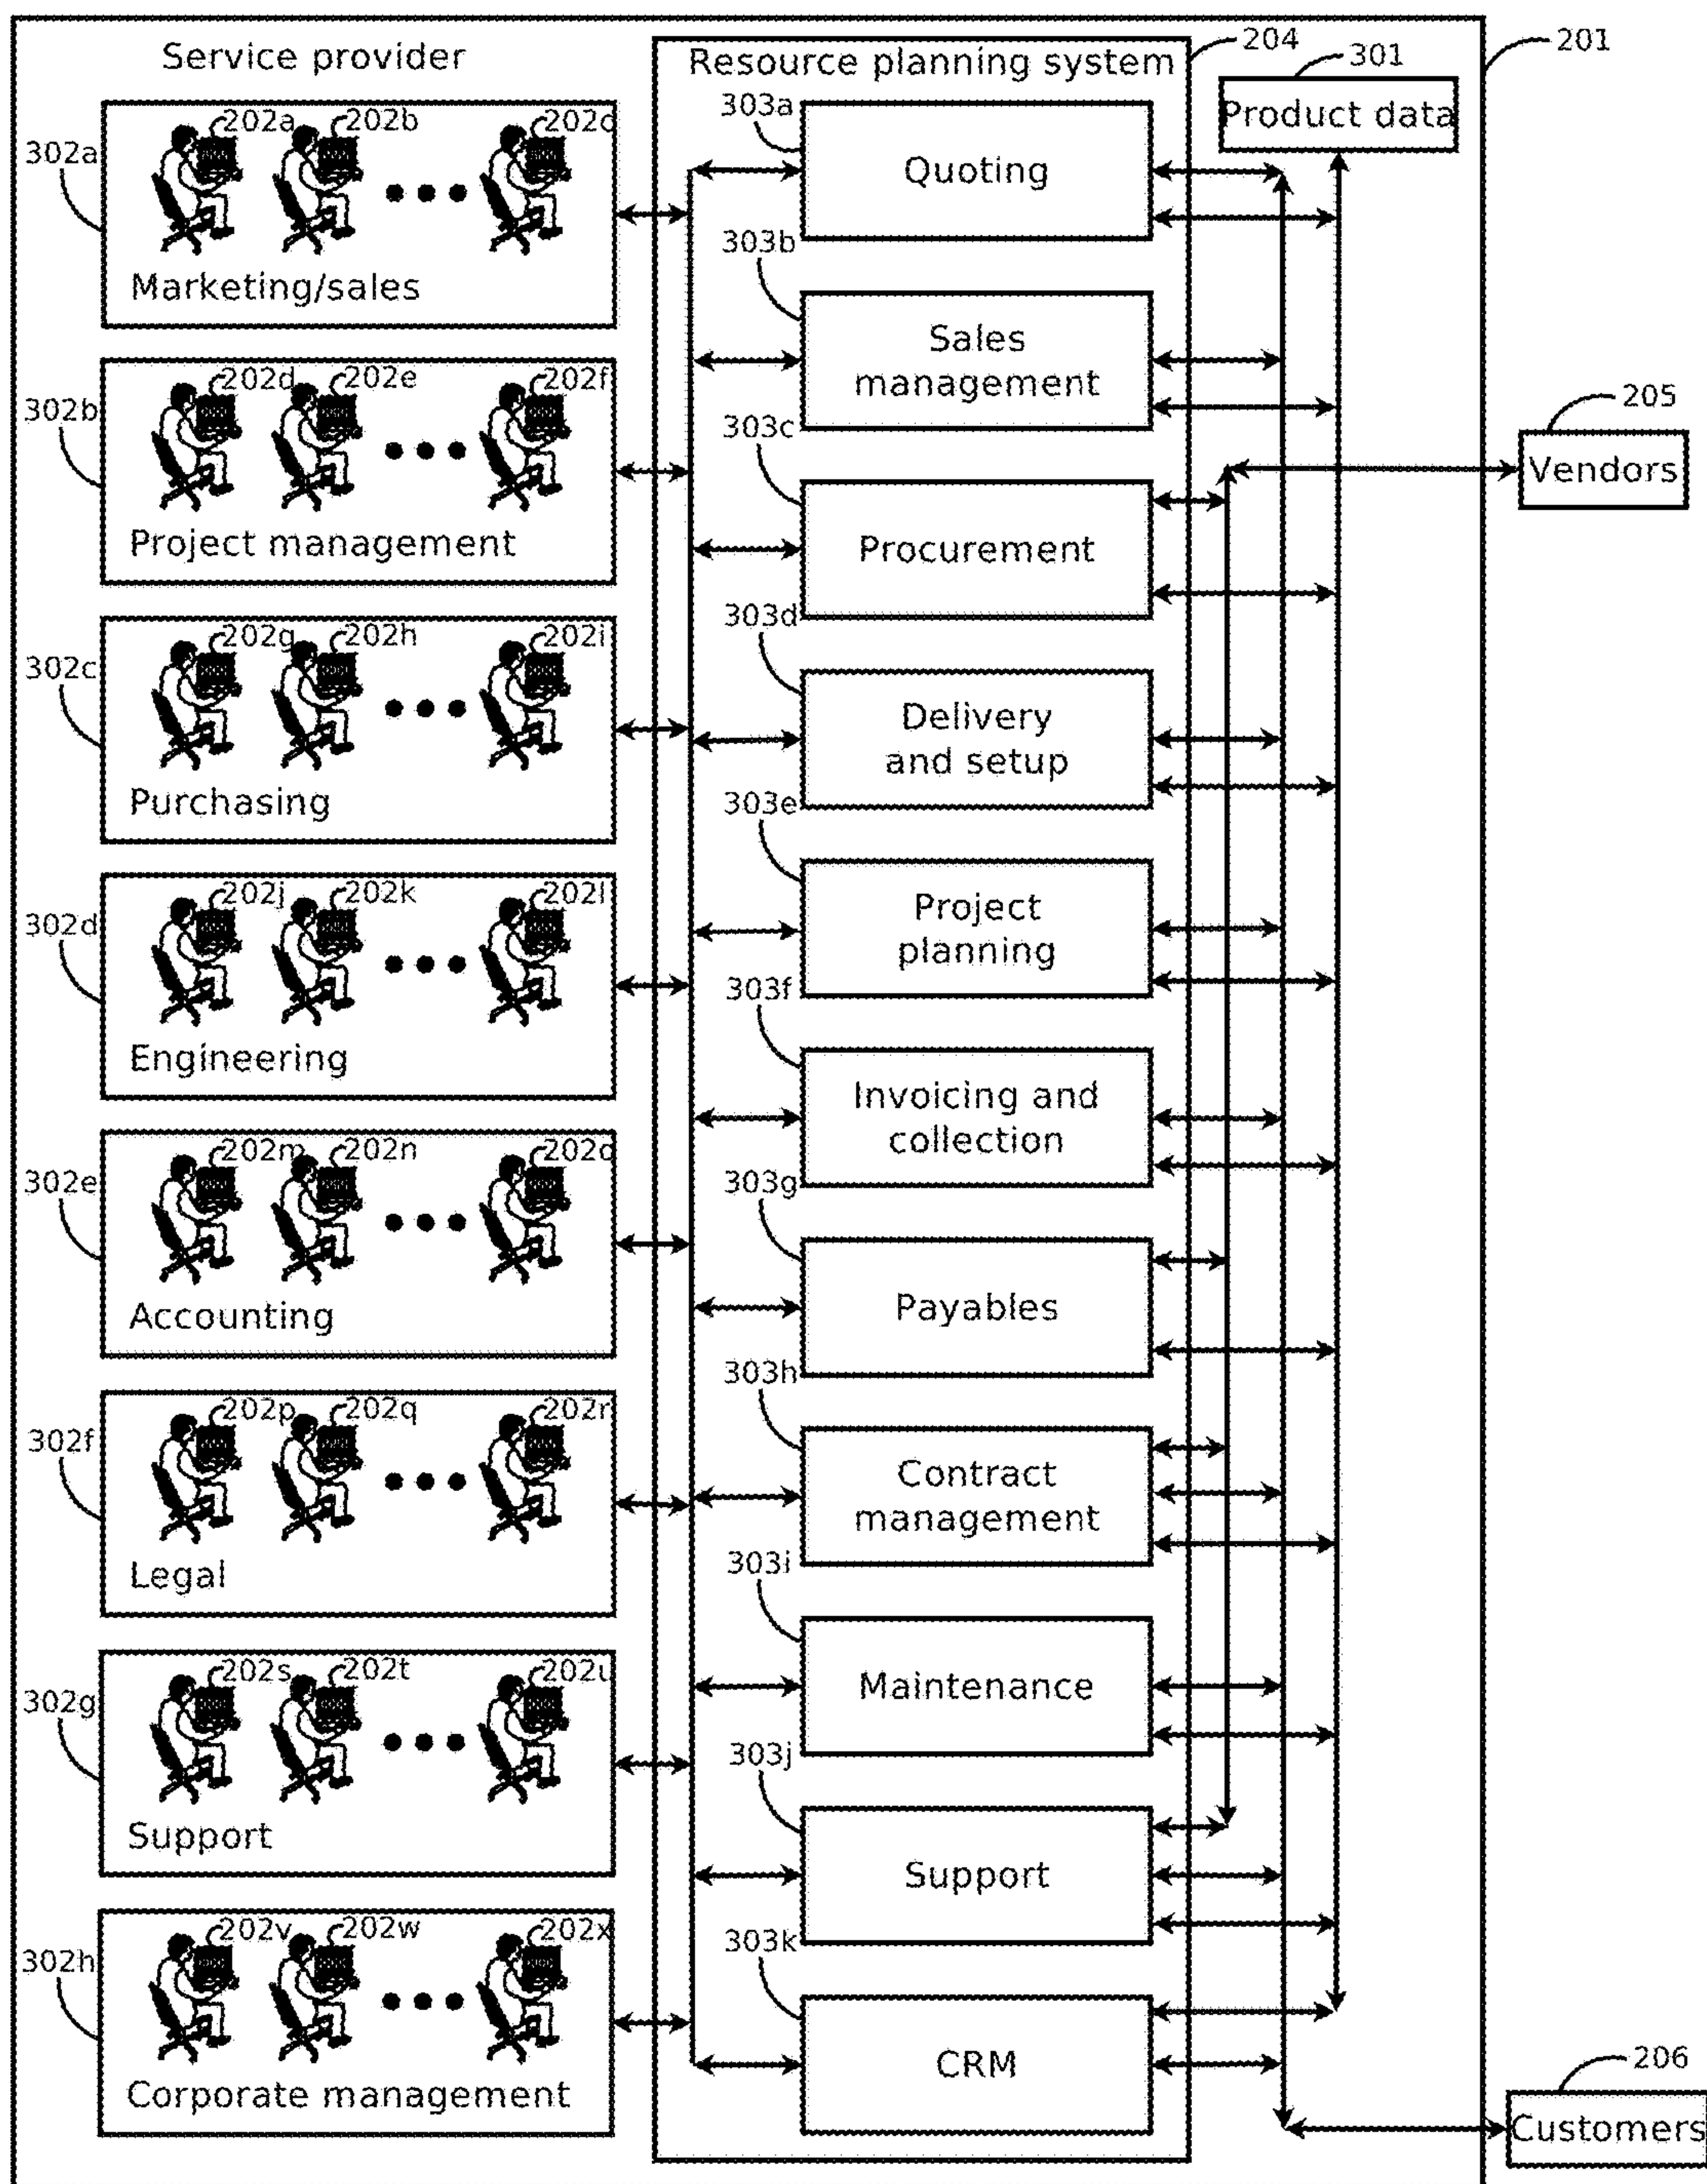 Service provider
Resource planning system
204
201
301
Product data
302a
202a
202b
202c
Marketing/sales
302b
202d
202e
202f
Project management
302c
202g
202h
202i
Purchasing
302d
202j
202k
202l
Engineering
302e
202m
202n
202o
Accounting
302f
202p
202q
202r
Legal
302g
202s
202t
202u
Support
302h
202v
202w
202x
Corporate management
303a
Quoting
303b
Sales
management
303c
Procurement
303d
Delivery
and setup
303e
Project
planning
303f
Invoicing and
collection
303g
Payables
303h
Contract
management
303i
Maintenance
303j
Support
303k
CRM
205
Vendors
206
Customers